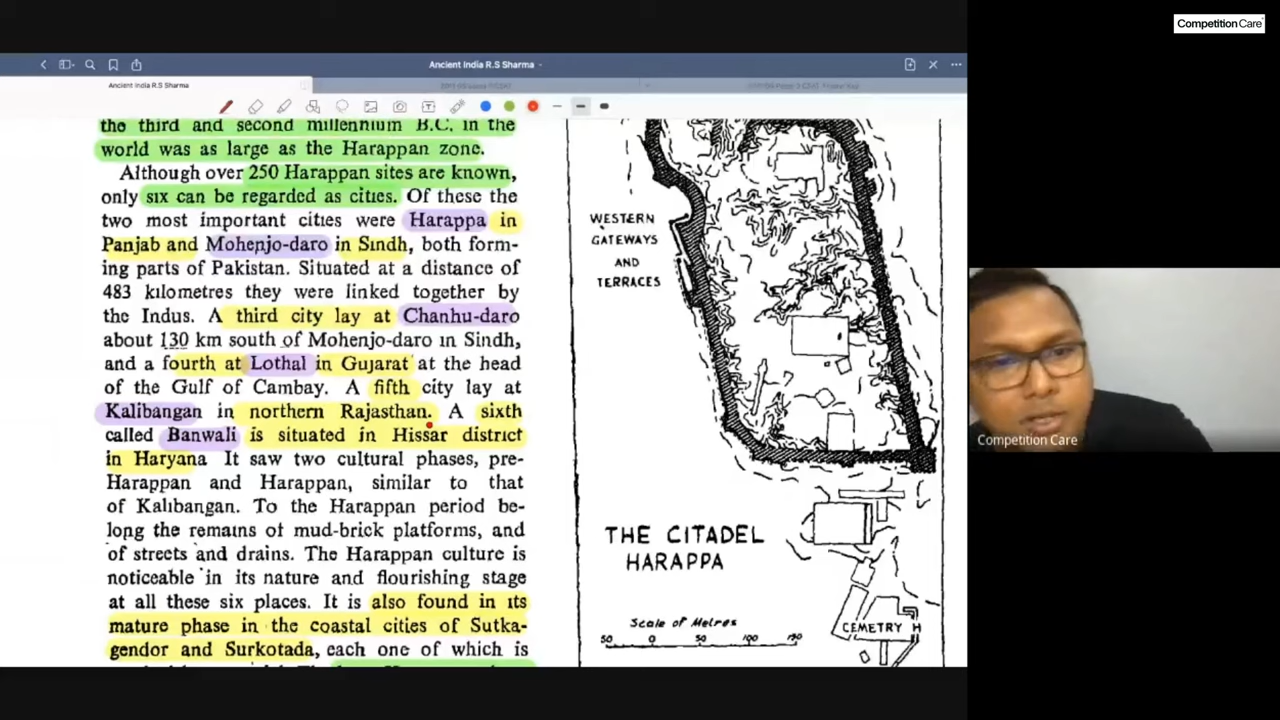 CompetitionCare
Ancient India R.S Sharma
Ancient India R.S Sharma
the third and second millennium B.C. in the
world was as large as the Harappan zone.
Although over 250 Harappan sites are known,
only six can be regarded as cities. Of these the
two most important cities were Harappa in
Panjab and Mohenjo-daro in Sindh, both form-
ing parts of Pakistan. Situated at a distance of
483 kilometres they were linked together by
the Indus. A third city lay at Chanhu-daro
about 130 km south of Mohenjo-daro in Sindh,
and a fourth at Lothal in Gujarat at the head
of the Gulf of Cambay. A fifth city lay at
Kalibangan in northern Rajasthan. A sixth
called Banwali is situated in Hissar district
in Haryana It saw two cultural phases, pre-
Harappan and Harappan, similar to that
of Kalibangan. To the Harappan period be-
long the remains of mud-brick platforms, and
of streets and drains. The Harappan culture is
noticeable in its nature and flourishing stage
at all these six places. It is also found in its
mature phase in the coastal cities of Sutka-
gendor and Surkotada, each one of which is
WESTERN
GATEWAYS
AND
TERRACES
THE CITADEL
HARAPPA
Scale of Metres
50 0 50 100 150
CEMETRY H
Competition Care